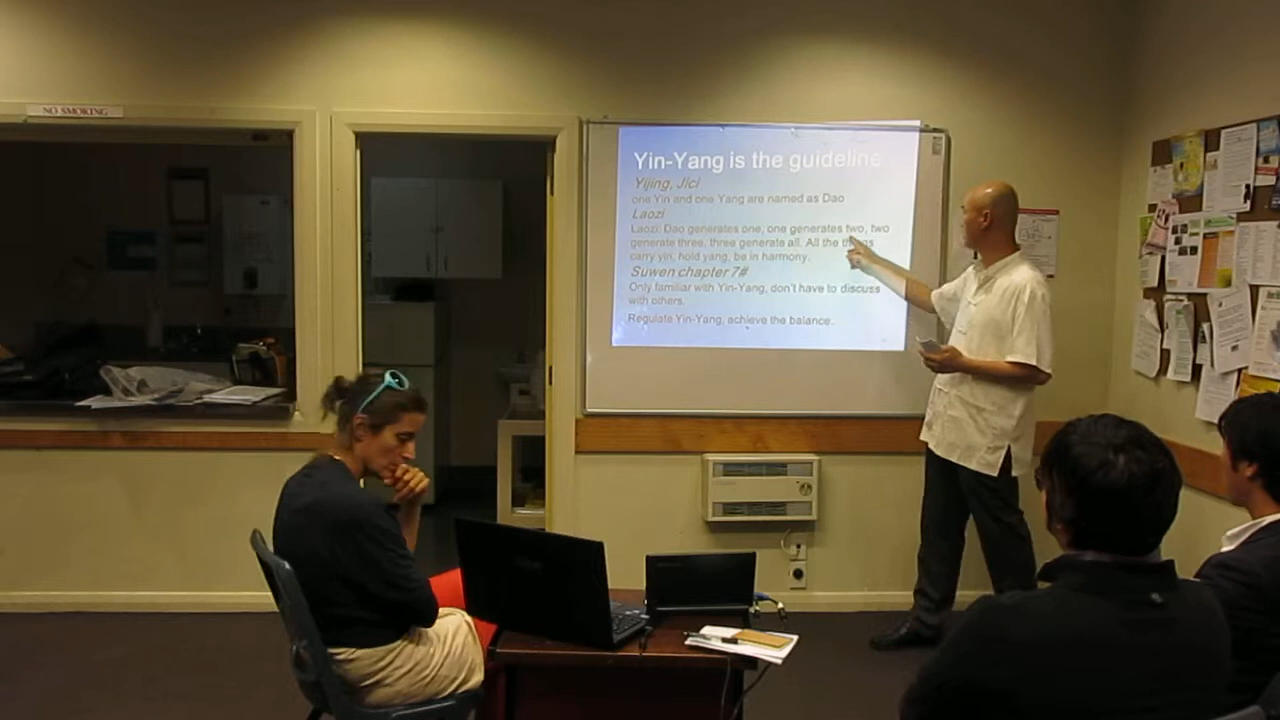 NO SMOKING
Yin-Yang is the guideline
Yijing, Jici
one Yin and one Yang are named as Dao
Laozi
Laozi: Dao generates one, one generates two, two
generate three, three generate all. All the things
carry yin, hold yang, be in harmony.
Suwen chapter 7#
Only familiar with Yin-Yang, don't have to discuss
with others.
Regulate Yin-Yang, achieve the balance.